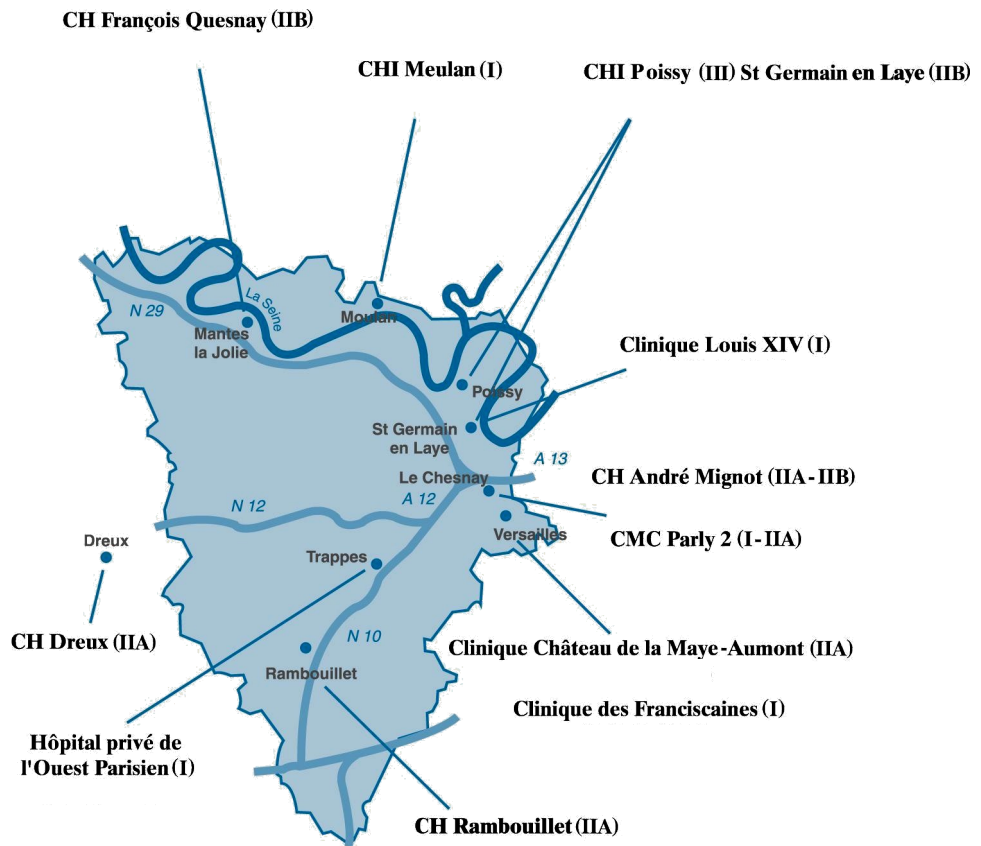 CH François Quesnay (IIB)
CHI Meulan (I)
CHI Poissy (III) St Germain en Laye (IIB)
La Seine
N 29
Moulan
Mantes
la Jolie
Clinique Louis XIV (I)
Poissy
St Germain
en Laye
A 13
Le Chesnay
CH André Mignot (IIA-IIB)
A 12
N 12
Versailles
CMC Parly 2 (I-IIA)
Dreux
Trappes
CH Dreux (IIA)
N 10
Clinique Château de la Maye-Aumont (IIA)
Rambouillet
Clinique des Franciscaines (I)
Hôpital privé de
l'Ouest Parisien (I)
CH Rambouillet (IIA)